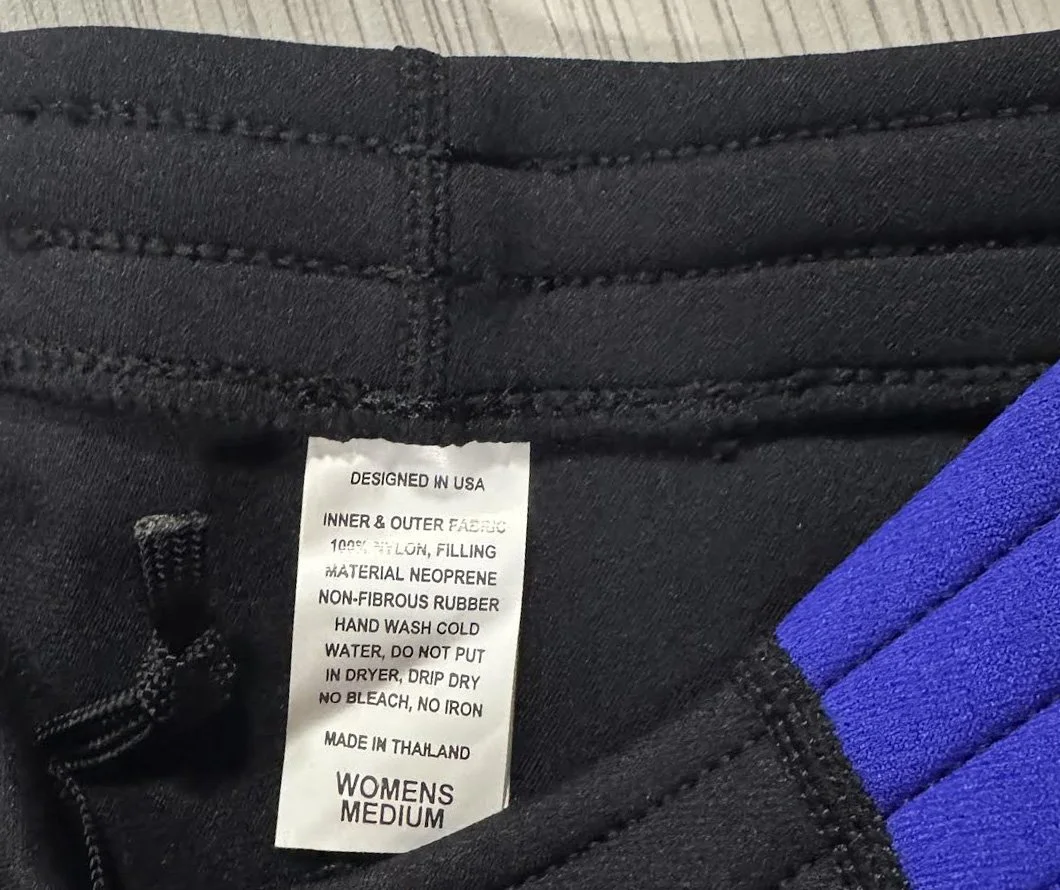 DESIGNED IN USA
INNER & OUTER FABRIC
100% NYLON, FILLING
MATERIAL NEOPRENE
NON-FIBROUS RUBBER
HAND WASH COLD
WATER, DO NOT PUT
IN DRYER, DRIP DRY
NO BLEACH, NO IRON
MADE IN THAILAND
WOMENS
MEDIUM